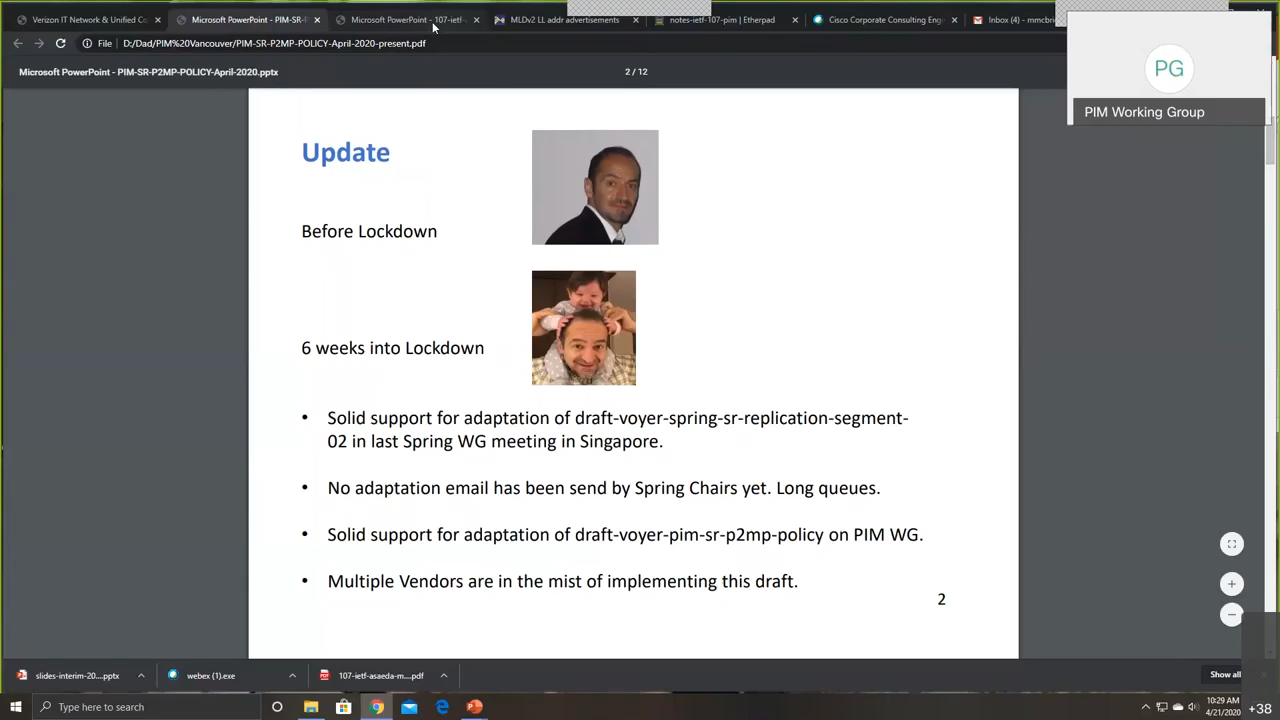 Verizon IT Network & Unified Co
Microsoft PowerPoint - PIM-SR-P
Microsoft PowerPoint - 107-ietf-
MLDv2 LL addr advertisements
notes-ietf-107-pim | Etherpad
Cisco Corporate Consulting Eng
Inbox (4) - mmcbri
File
D:/Dad/PIM%20Vancouver/PIM-SR-P2MP-POLICY-April-2020-present.pdf
Microsoft PowerPoint - PIM-SR-P2MP-POLICY-April-2020.pptx
2 / 12
PG
PIM Working Group
Update
Before Lockdown
6 weeks into Lockdown
• Solid support for adaptation of draft-voyer-spring-sr-replication-segment-
02 in last Spring WG meeting in Singapore.
• No adaptation email has been send by Spring Chairs yet. Long queues.
• Solid support for adaptation of draft-voyer-pim-sr-p2mp-policy on PIM WG.
• Multiple Vendors are in the mist of implementing this draft.
2
slides-interim-20....pptx
webex (1).exe
107-ietf-asaeda-m....pdf
Show all
Type here to search
10:29 AM
4/21/2020
+38